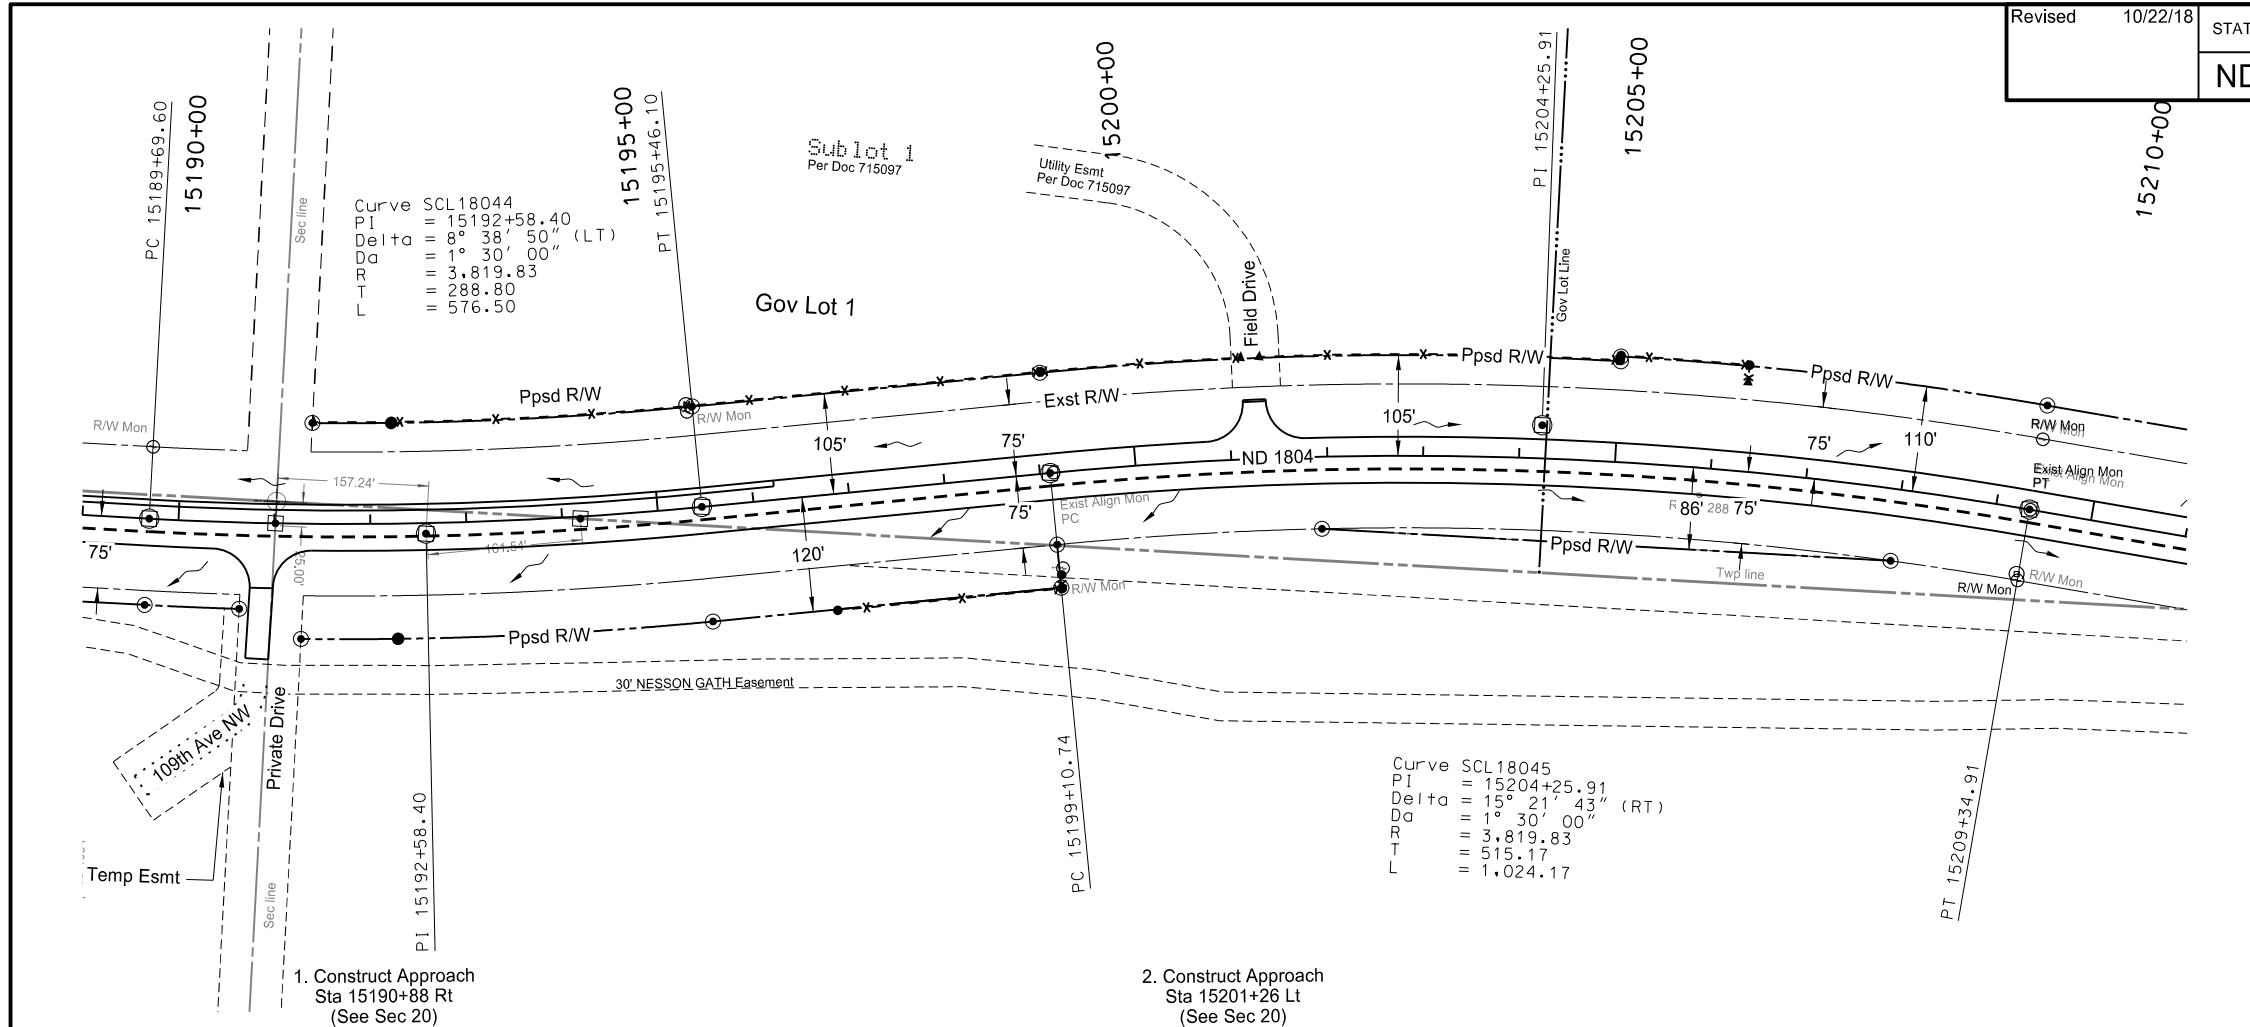 Revised 10/22/18
STAT
ND
PC 15189+69.60
15190+00
Sec line
15195+00
PT 15195+46.10
Sublot 1
Per Doc 715097
Utility Esmt
Per Doc 715097
15200+00
PI 15204+25.91
15205+00
15210+00
Curve SCL18044
PI = 15192+58.40
Delta = 8° 38' 50" (LT)
Da = 1° 30' 00"
R = 3,819.83
T = 288.80
L = 576.50
Gov Lot 1
Field Drive
Gov Lot Line
Ppsd R/W
Ppsd R/W
Ppsd R/W
Exst R/W
R/W Mon
R/W Mon
105'
75'
105'
75'
110'
R/W Mon
R/W Mon
ND 1804
157.24'
Exist Align Mon
PT
Exist Align Mon
Exist Align Mon
PC
75'
86'
75'
288
75'
161.54'
25.00'
120'
Ppsd R/W
Twp line
R/W Mon
R/W Mon
R/W Mon
Ppsd R/W
30' NESSON GATH Easement
109th Ave NW
Private Drive
Temp Esmt
Sec line
PI 15192+58.40
PC 15199+10.74
Curve SCL18045
PI = 15204+25.91
Delta = 15° 21' 43" (RT)
Da = 1° 30' 00"
R = 3,819.83
T = 515.17
L = 1,024.17
PT 15209+34.91
1. Construct Approach
Sta 15190+88 Rt
(See Sec 20)
2. Construct Approach
Sta 15201+26 Lt
(See Sec 20)